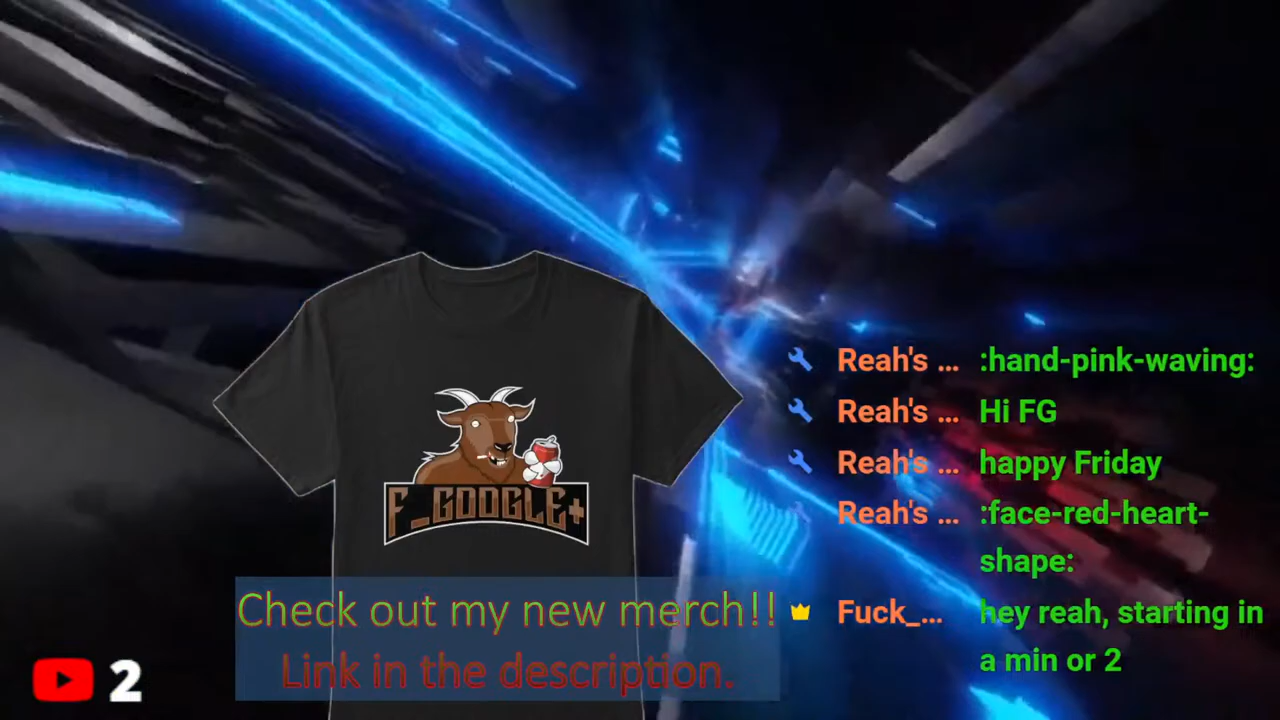 F_GOOGLE+
Check out my new merch!!
Link in the description.
2
Reah's ... :hand-pink-waving:
Reah's ... Hi FG
Reah's ... happy Friday
Reah's ... :face-red-heart-
shape:
Fuck_... hey reah, starting in
a min or 2